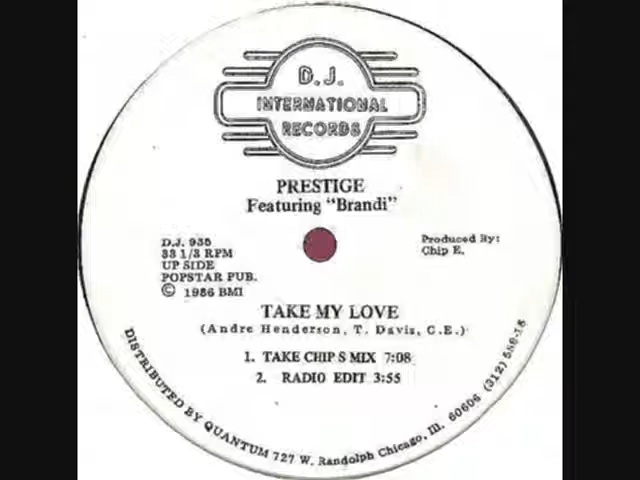 D.J.
INTERNATIONAL
RECORDS
PRESTIGE
Featuring "Brandi"
D.J. 935
33 1/3 RPM
UP SIDE
POPSTAR PUB.
© 1986 BMI
Produced By:
Chip E.
TAKE MY LOVE
(Andre Henderson, T. Davis, C.E.)
1. TAKE CHIP S MIX 7:08
2. RADIO EDIT 3:55
DISTRIBUTED BY QUANTUM 727 W. Randolph Chicago, Ill. 60606 (312)